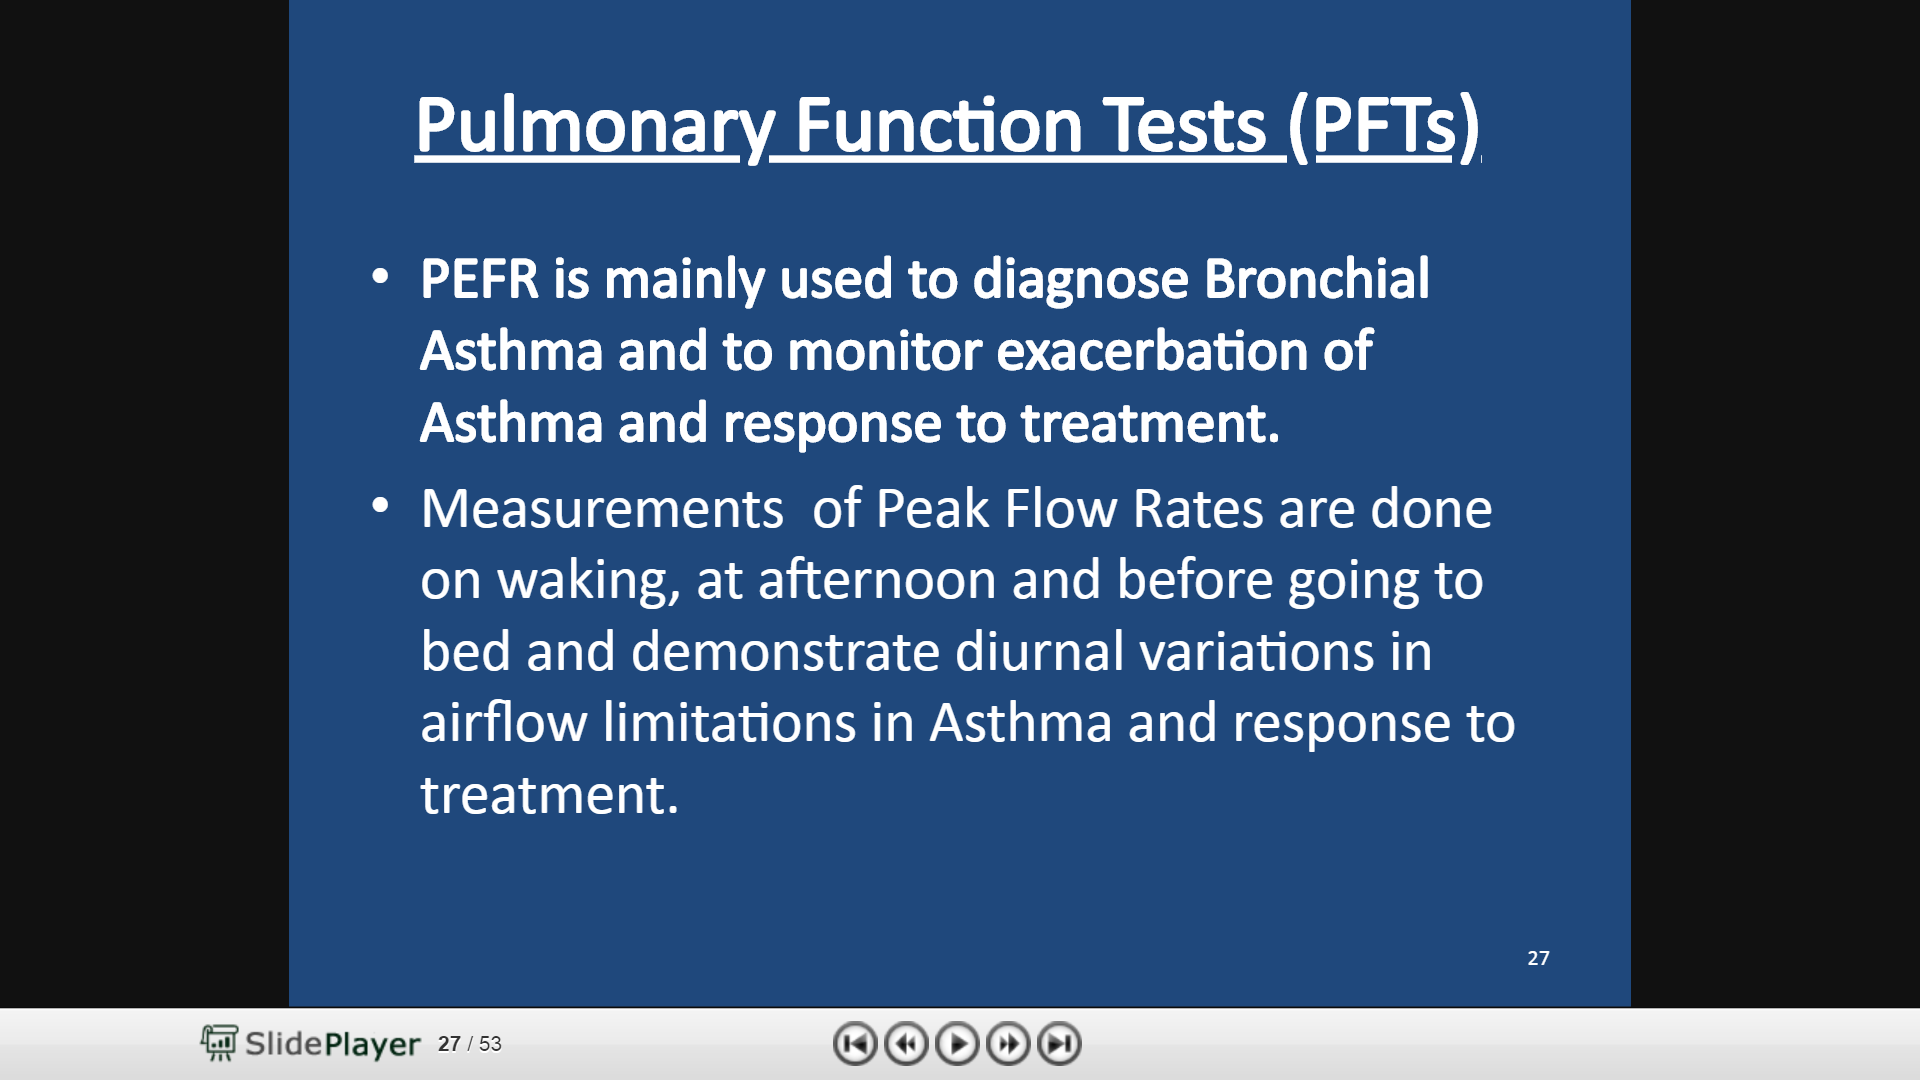 Pulmonary Function Tests (PFTs)
• PEFR is mainly used to diagnose Bronchial
Asthma and to monitor exacerbation of
Asthma and response to treatment.
• Measurements  of Peak Flow Rates are done
on waking, at afternoon and before going to
bed and demonstrate diurnal variations in
airflow limitations in Asthma and response to
treatment.
27
SlidePlayer 27 / 53